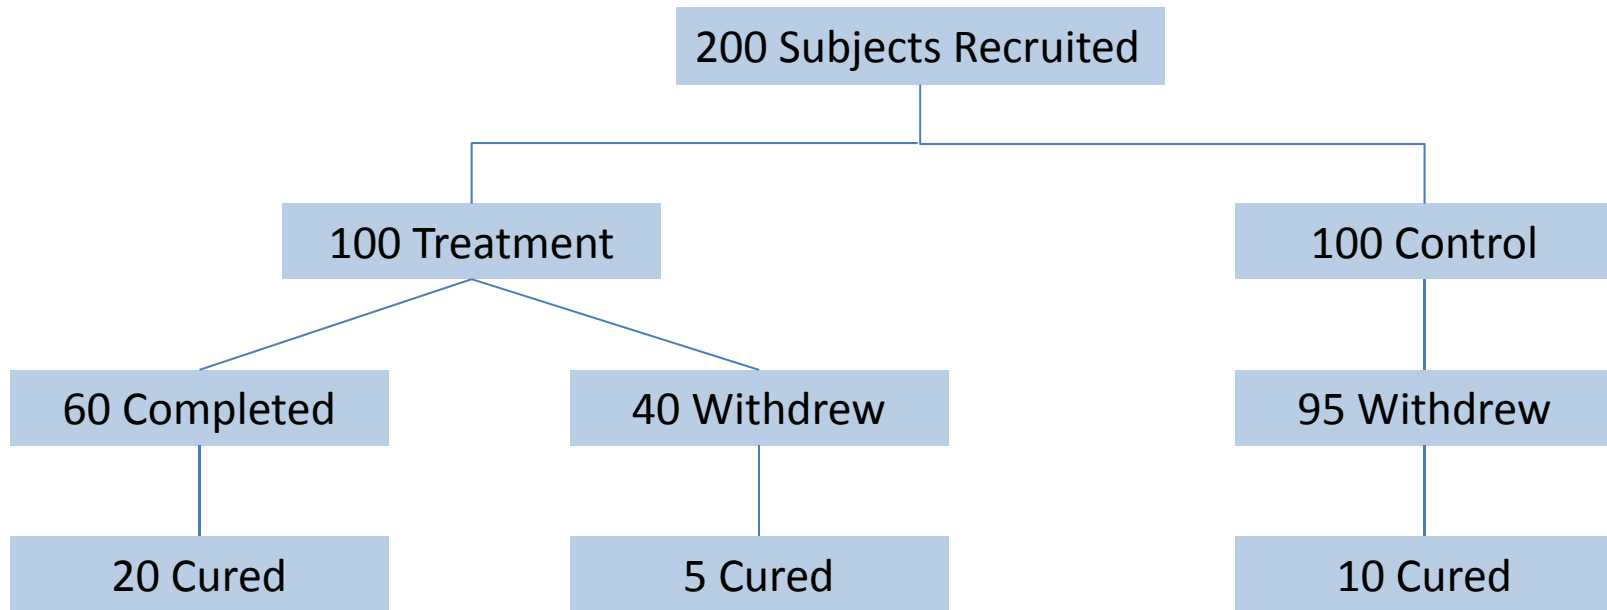 200 Subjects Recruited
100 Treatment
100 Control
60 Completed
40 Withdrew
95 Withdrew
20 Cured
5 Cured
10 Cured